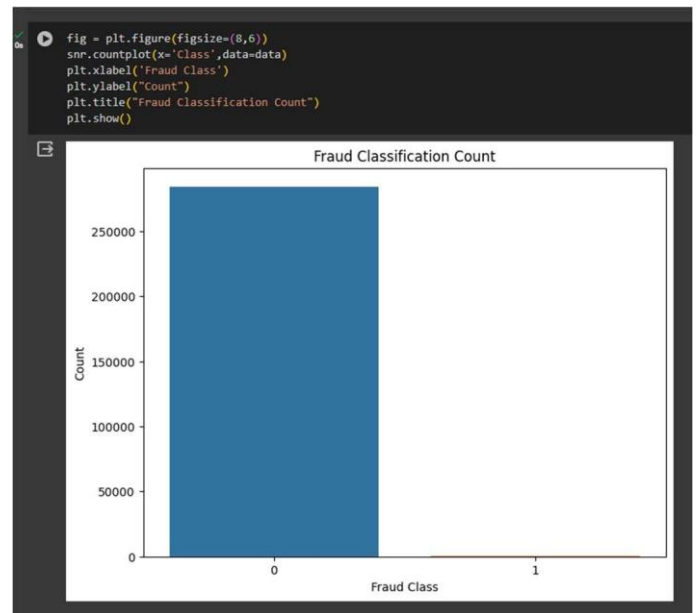 fig = plt.figure(figsize=(8,6))
snr.countplot(x='Class',data=data)
plt.xlabel('Fraud Class')
plt.ylabel("Count")
plt.title("Fraud Classification Count")
plt.show()
Fraud Classification Count
250000
200000
150000
100000
50000
0
Count
0 1
Fraud Class